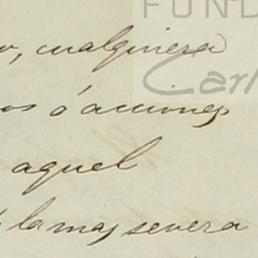 FUND
Carl
o, cualquiera
os ó acciones
aquel
la mas severa